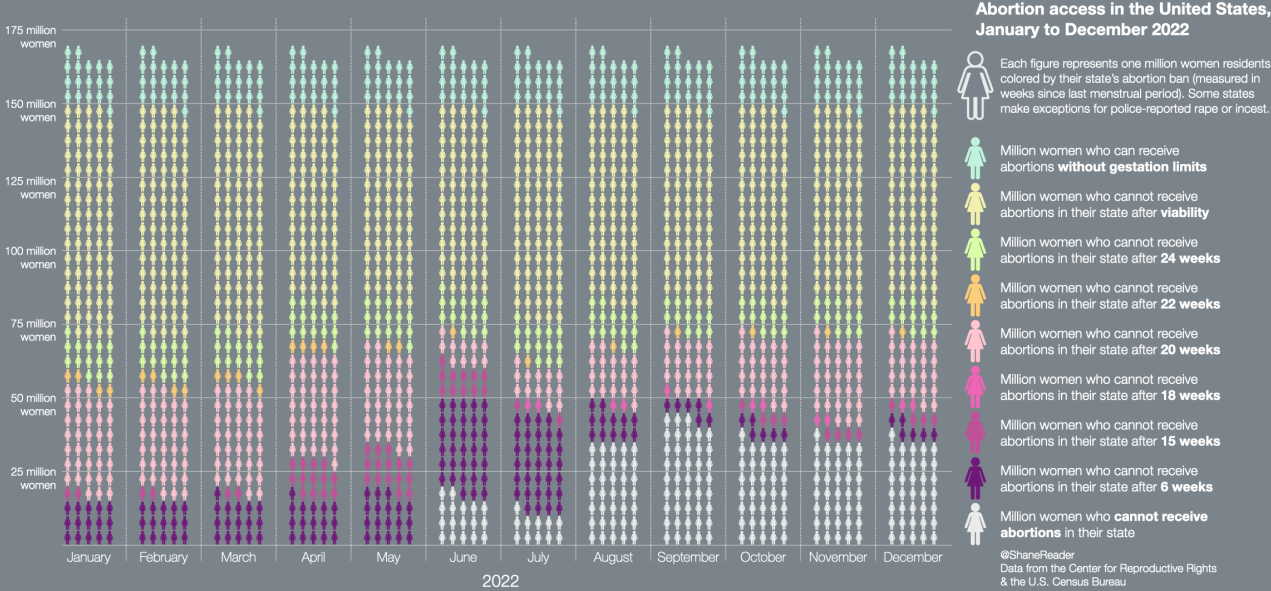 Abortion access in the United States,
January to December 2022
Each figure represents one million women residents
colored by their state's abortion ban (measured in
weeks since last menstrual period). Some states
make exceptions for police-reported rape or incest.
Million women who can receive
abortions without gestation limits
Million women who cannot receive
abortions in their state after viability
Million women who cannot receive
abortions in their state after 24 weeks
Million women who cannot receive
abortions in their state after 22 weeks
Million women who cannot receive
abortions in their state after 20 weeks
Million women who cannot receive
abortions in their state after 18 weeks
Million women who cannot receive
abortions in their state after 15 weeks
Million women who cannot receive
abortions in their state after 6 weeks
Million women who cannot receive
abortions in their state
@ShaneReader
Data from the Center for Reproductive Rights
& the U.S. Census Bureau
175 million
women
150 million
women
125 million
women
100 million
women
75 million
women
50 million
women
25 million
women
January February March April May June July August September October November December
2022